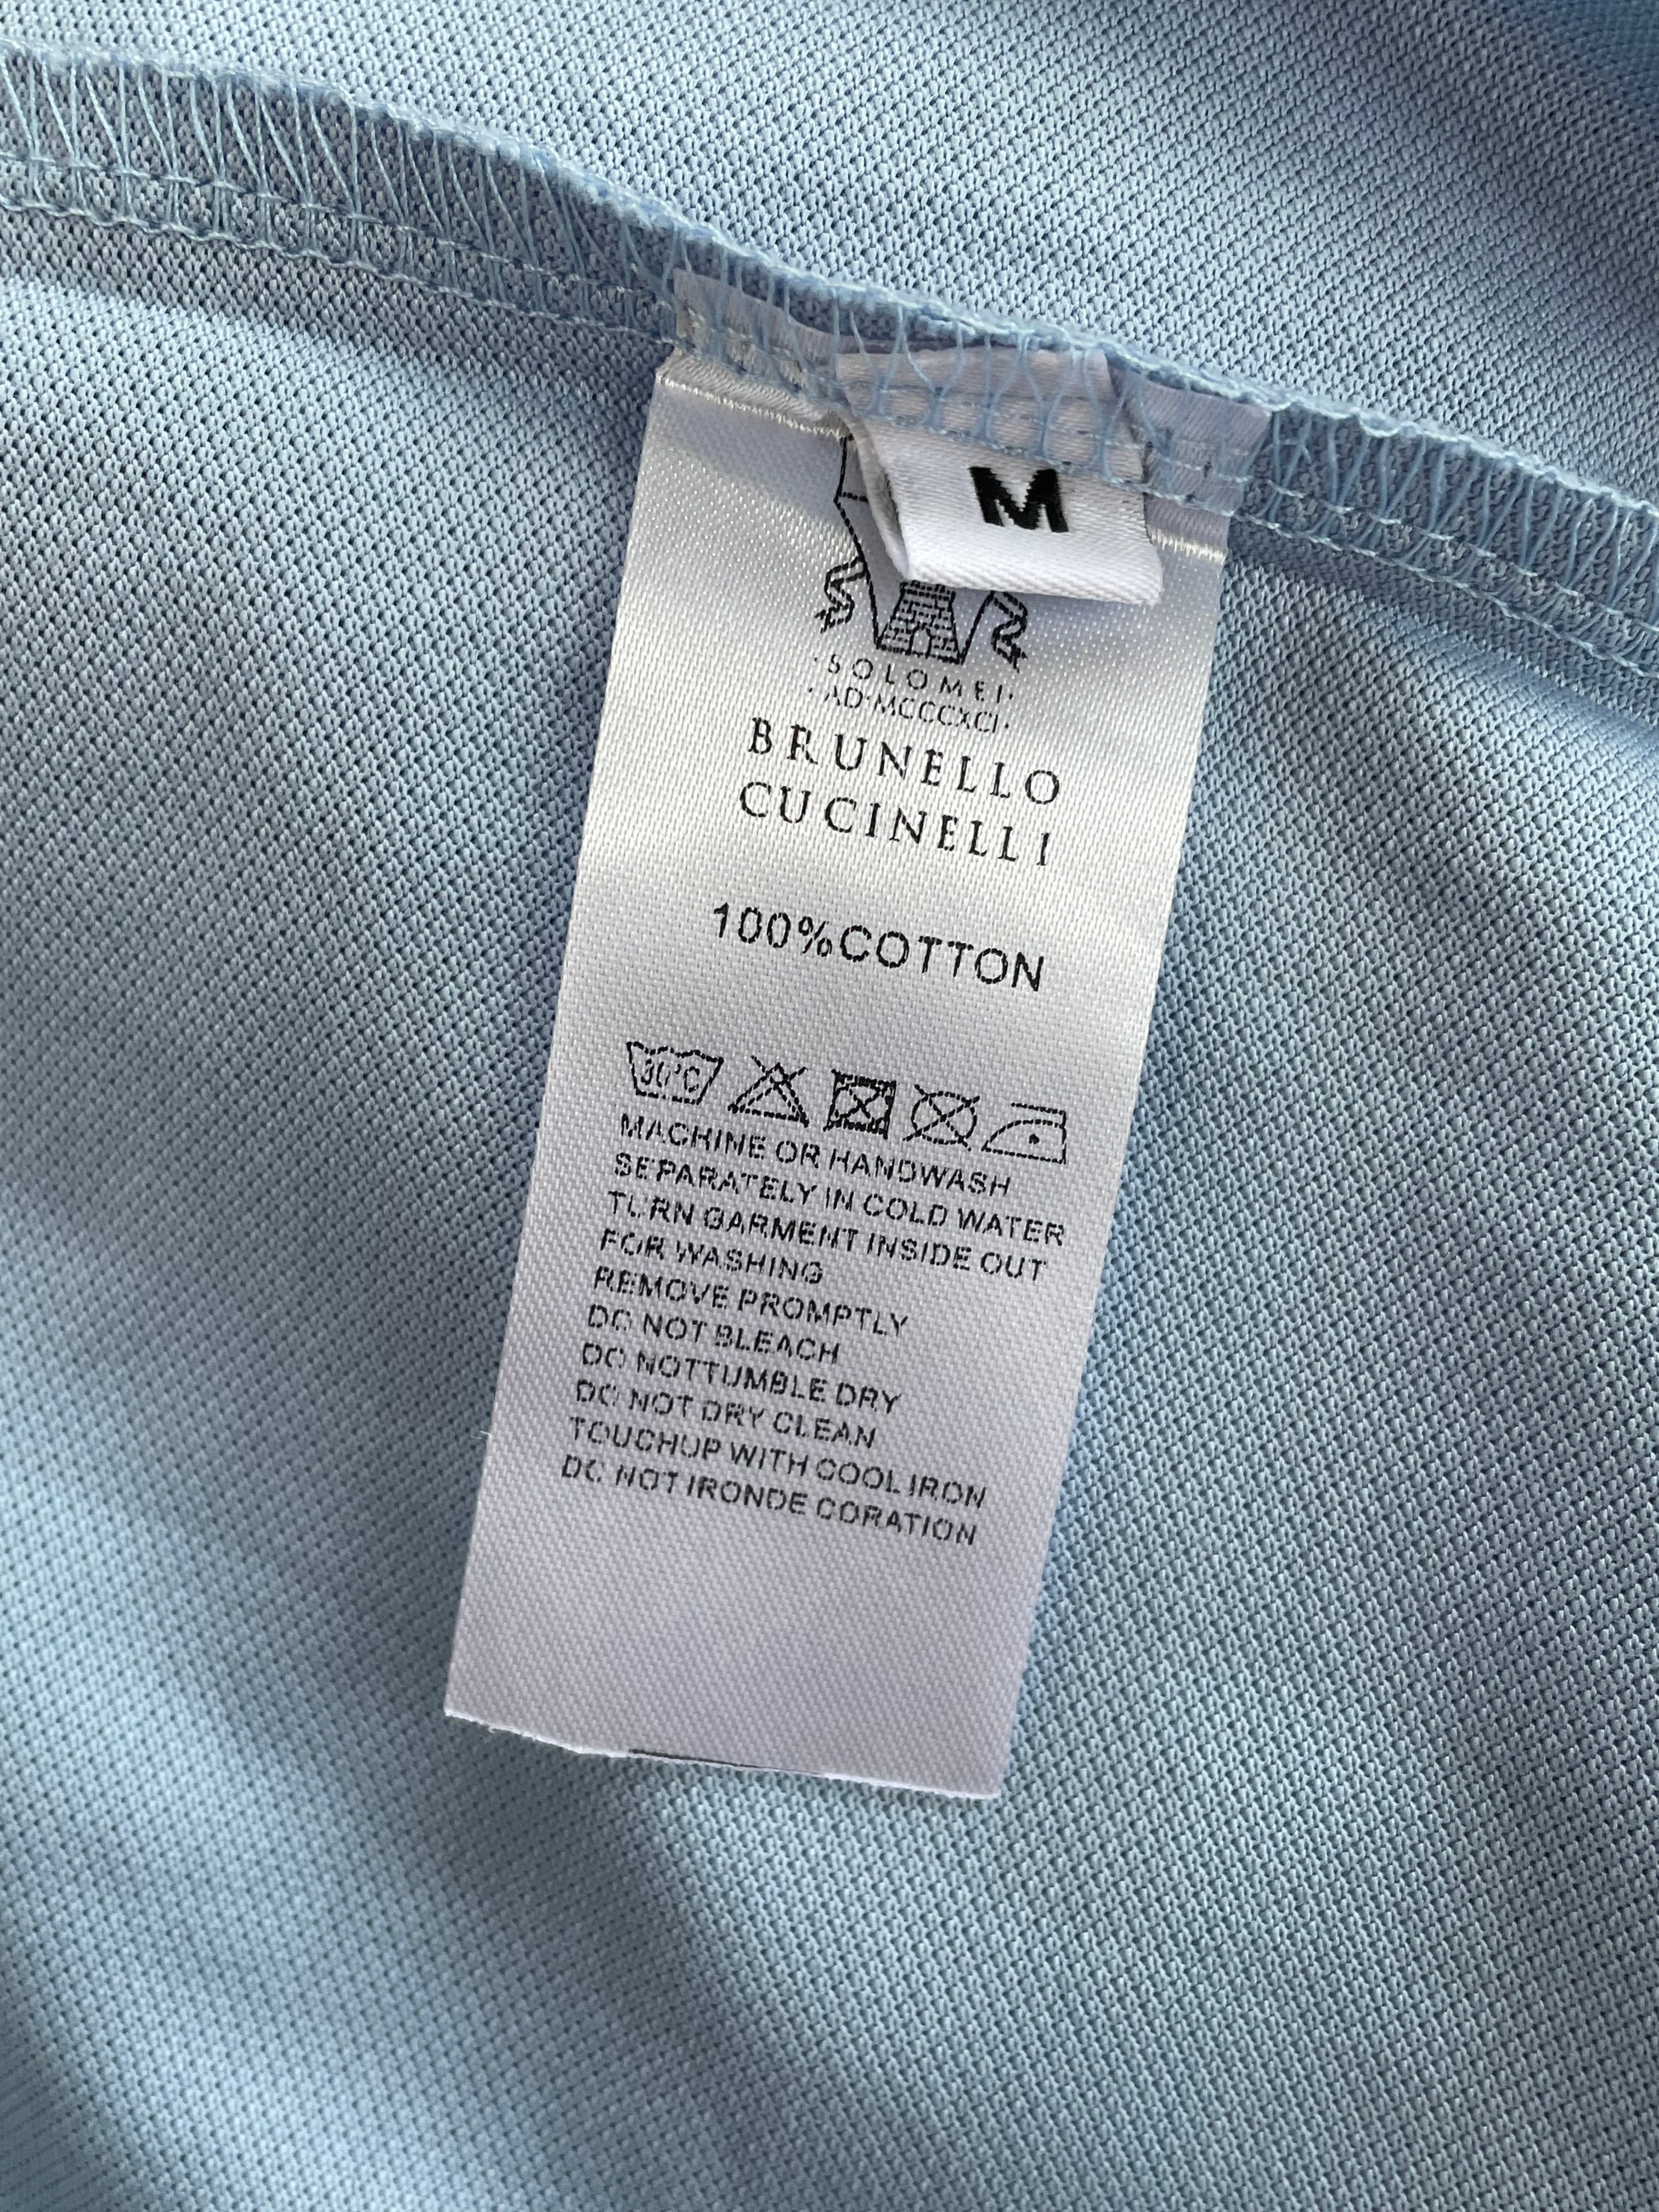 M
SOLOMEI
·AD·MCCCXCI·
BRUNELLO
CUCINELLI
100%COTTON
30°C
MACHINE OR HANDWASH
SEPARATELY IN COLD WATER
TURN GARMENT INSIDE OUT
FOR WASHING
REMOVE PROMPTLY
DO NOT BLEACH
DO NOTTUMBLE DRY
DO NOT DRY CLEAN
TOUCHUP WITH COOL IRON
DO NOT IRONDE CORATION